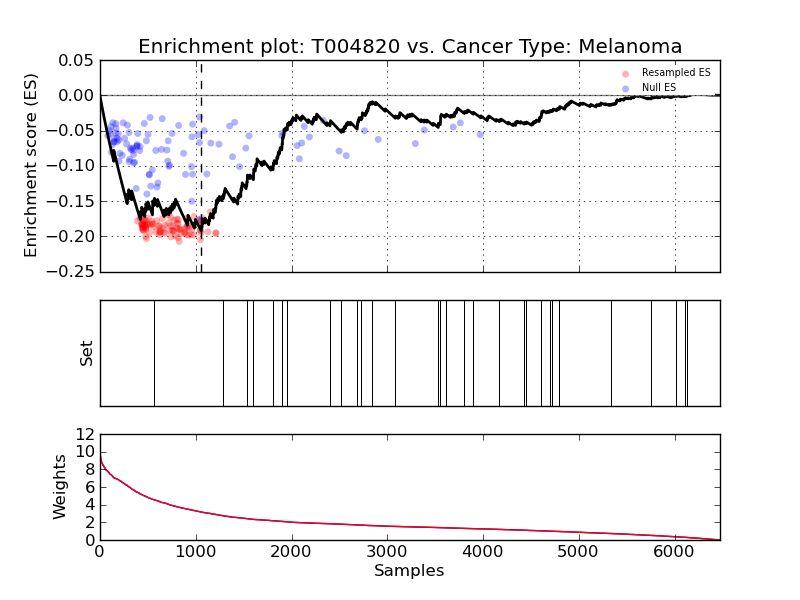 Enrichment plot: T004820 vs. Cancer Type: Melanoma
0.05
0.00
−0.05
−0.10
−0.15
−0.20
−0.25
Enrichment score (ES)
Resampled ES
Null ES
Set
12
10
8
6
4
2
0
Weights
0 1000 2000 3000 4000 5000 6000
Samples